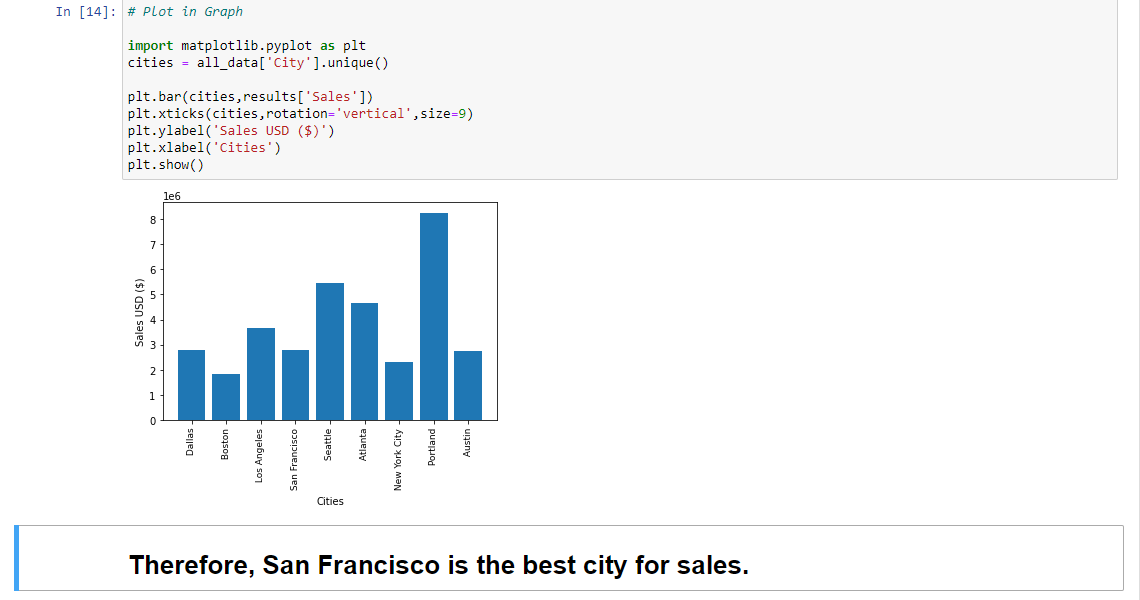 In [14]: # Plot in Graph
import matplotlib.pyplot as plt
cities = all_data['City'].unique()
plt.bar(cities,results['Sales'])
plt.xticks(cities,rotation='vertical',size=9)
plt.ylabel('Sales USD ($)')
plt.xlabel('Cities')
plt.show()
1e6
8
7
6
5
4
3
2
1
0
Sales USD ($)
Dallas
Boston
Los Angeles
San Francisco
Seattle
Atlanta
New York City
Portland
Austin
Cities
Therefore, San Francisco is the best city for sales.